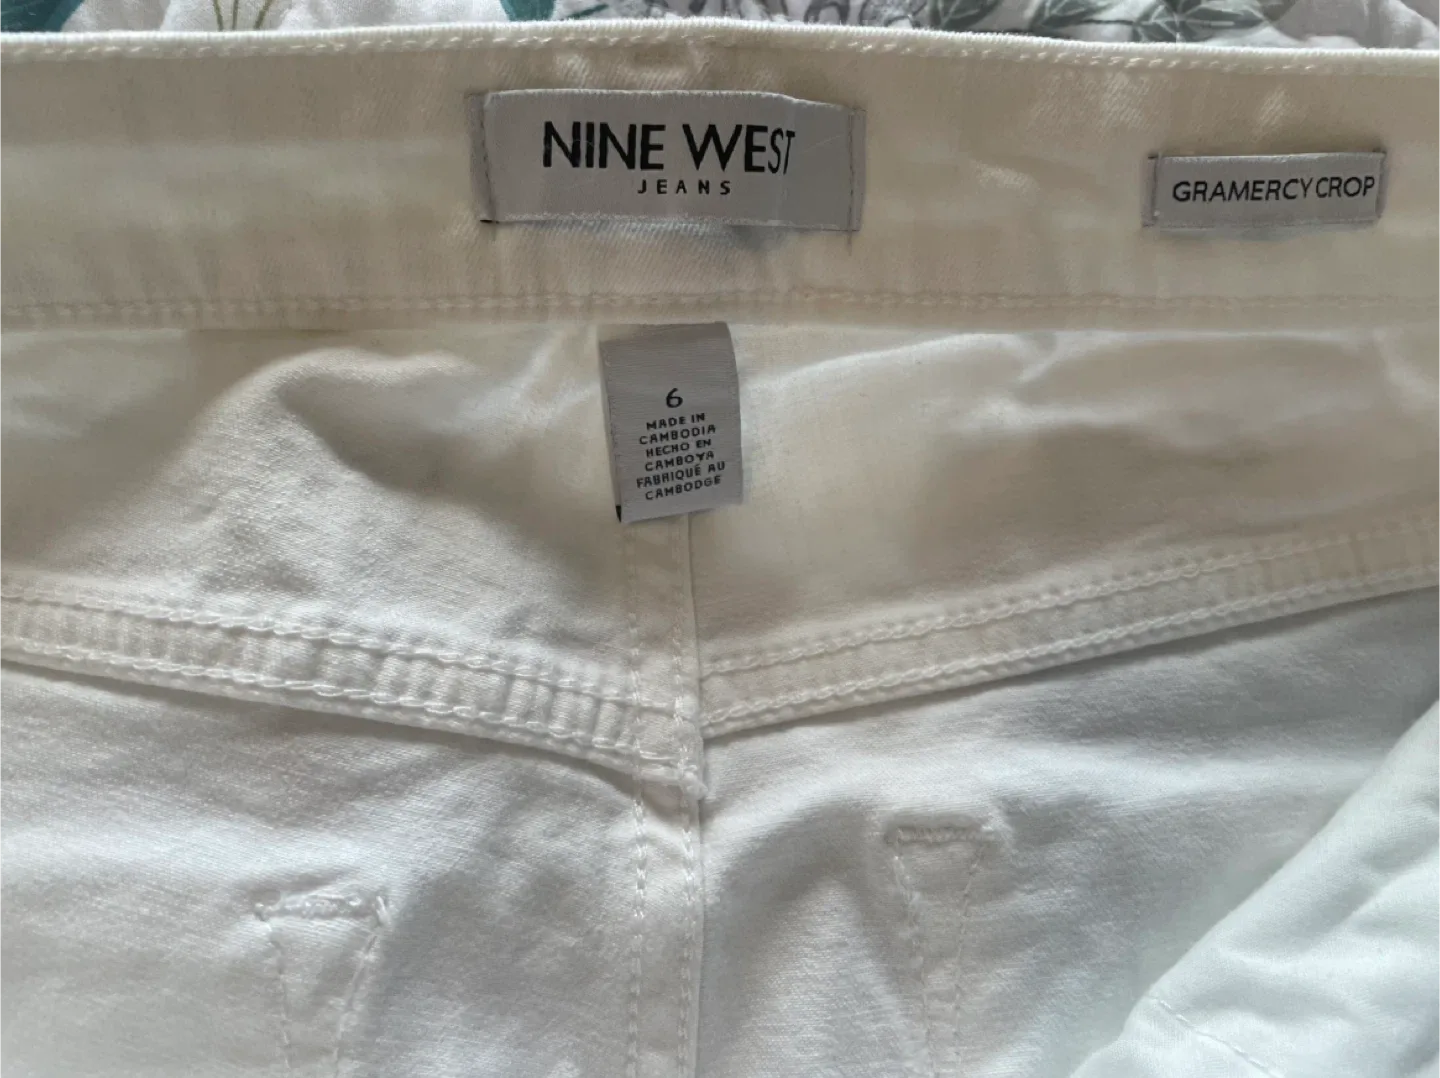 NINE WEST
JEANS
GRAMERCY CROP
6
MADE IN
CAMBODIA
HECHO EN
CAMBOYA
FABRIQUÉ AU
CAMBODGE